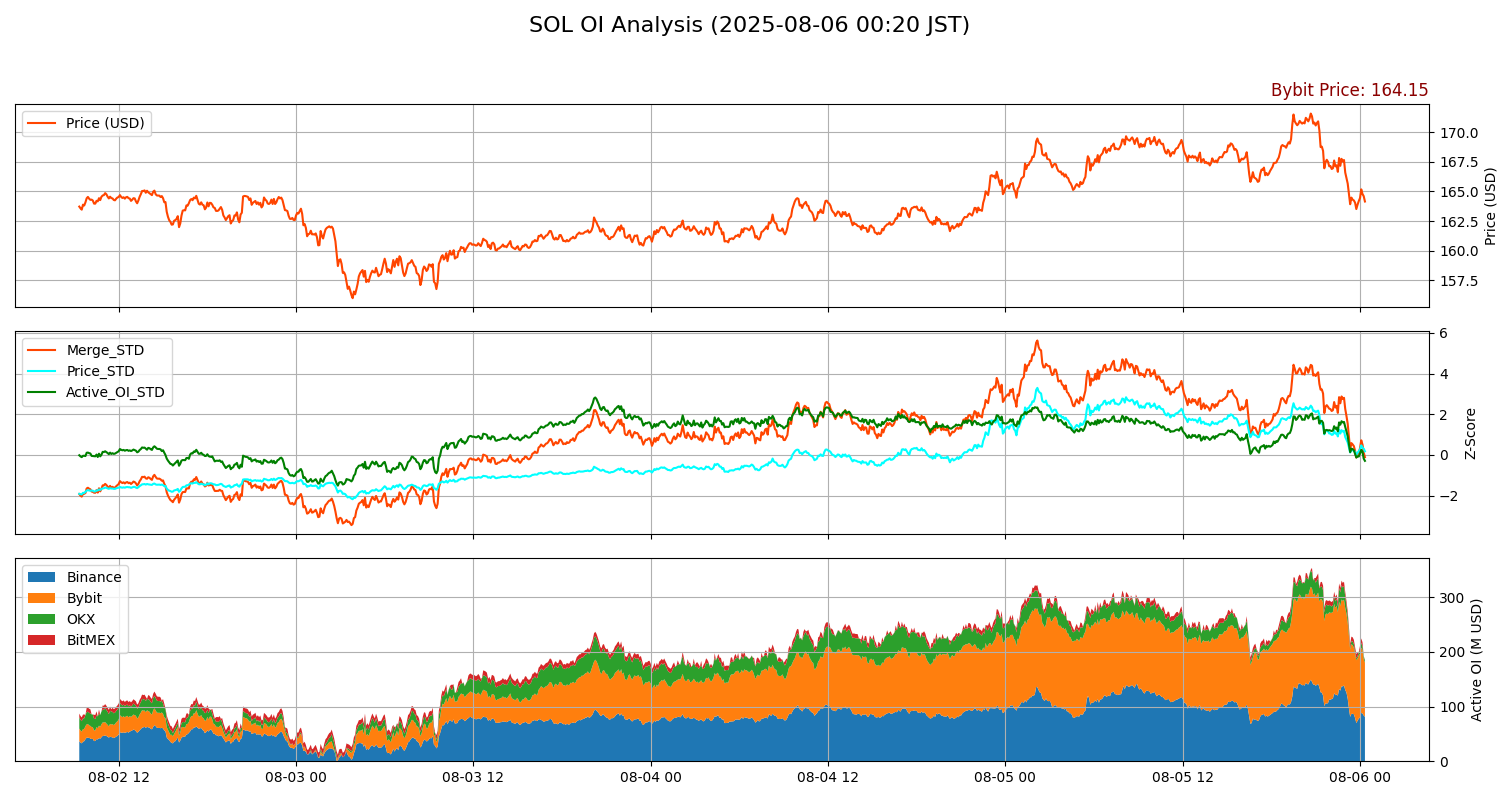 SOL OI Analysis (2025-08-06 00:20 JST)
Bybit Price: 164.15
Price (USD)
170.0
167.5
165.0
162.5
160.0
157.5
Price (USD)
Merge_STD
Price_STD
Active_OI_STD
6
4
2
0
−2
Z-Score
Binance
Bybit
OKX
BitMEX
300
200
100
0
Active OI (M USD)
08-02 12
08-03 00
08-03 12
08-04 00
08-04 12
08-05 00
08-05 12
08-06 00